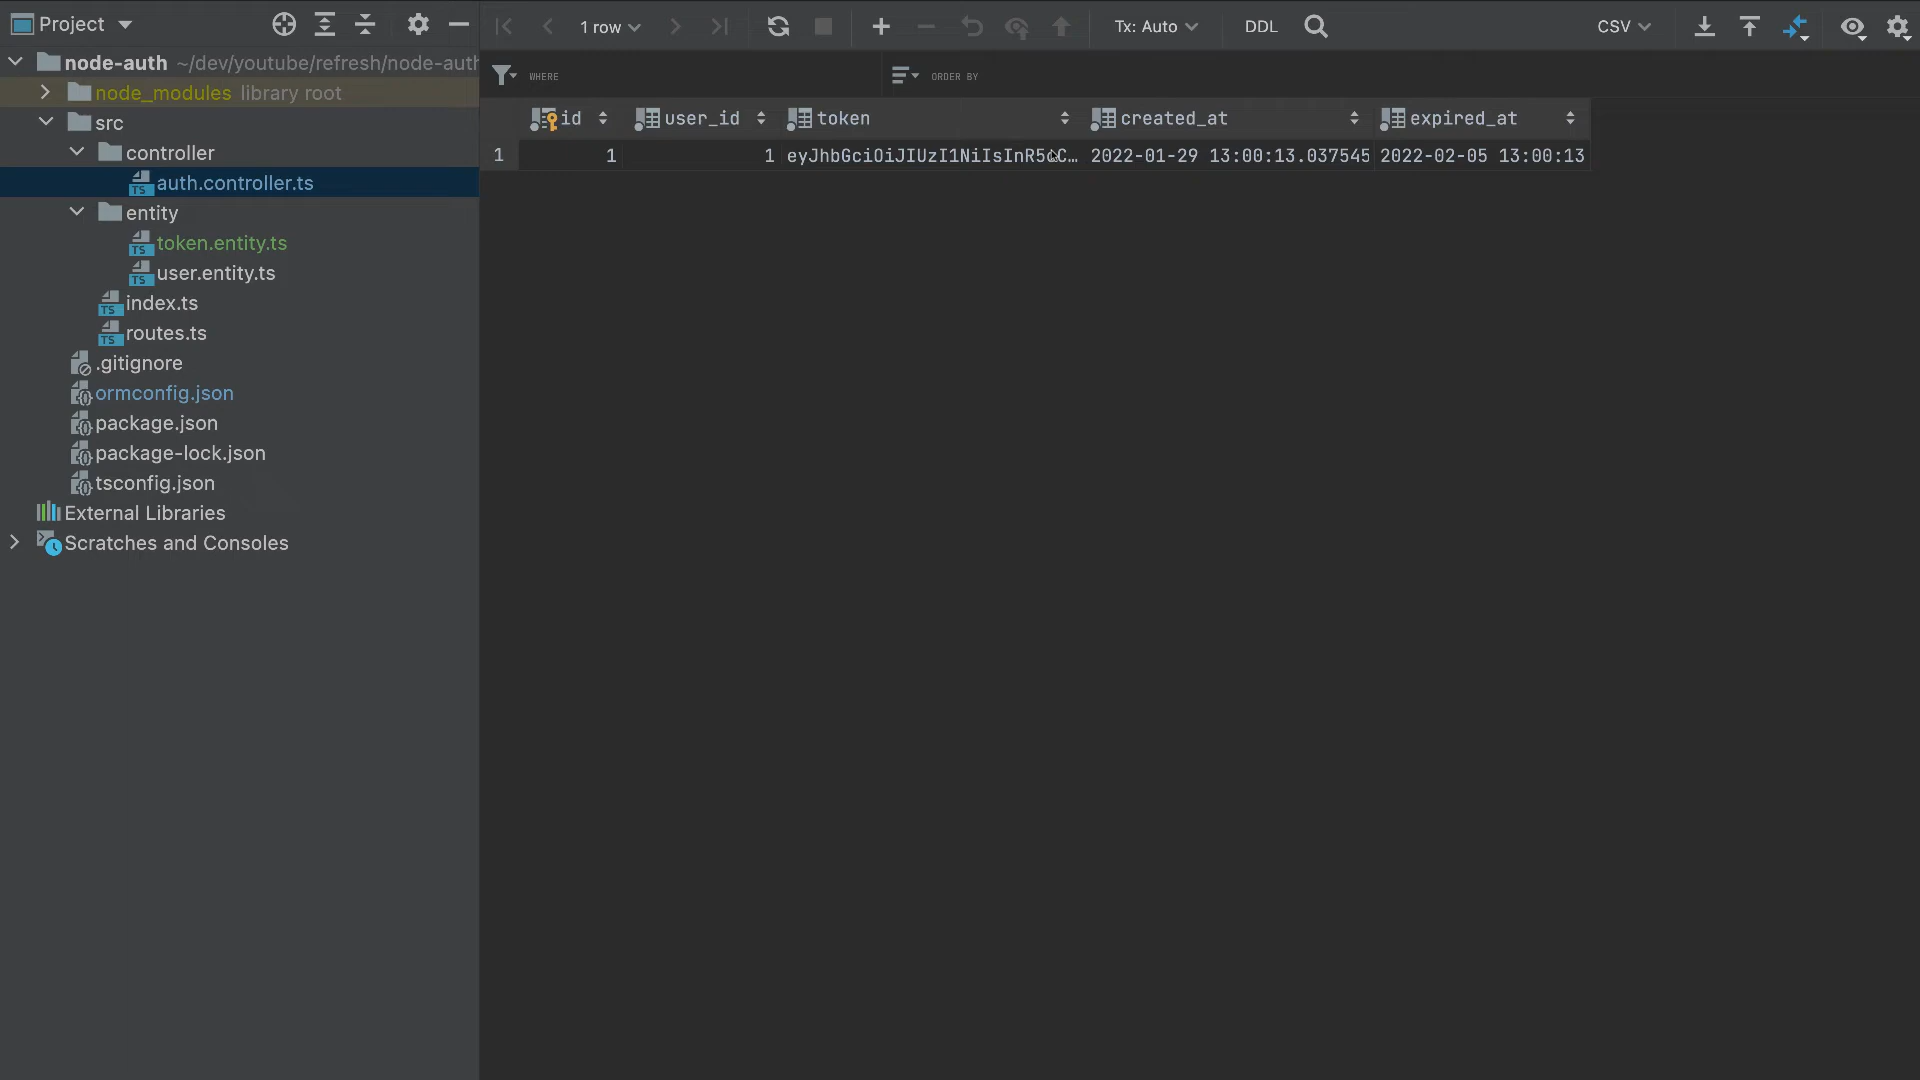 Project
1 row
Tx: Auto
DDL
CSV
node-auth ~/dev/youtube/refresh/node-auth
WHERE
ORDER BY
node_modules library root
id
user_id
token
created_at
expired_at
src
controller
1
1
1
2022-01-29 13:00:13.037545
2022-02-05 13:00:13
auth.controller.ts
entity
token.entity.ts
user.entity.ts
index.ts
routes.ts
.gitignore
ormconfig.json
package.json
package-lock.json
tsconfig.json
External Libraries
Scratches and Consoles